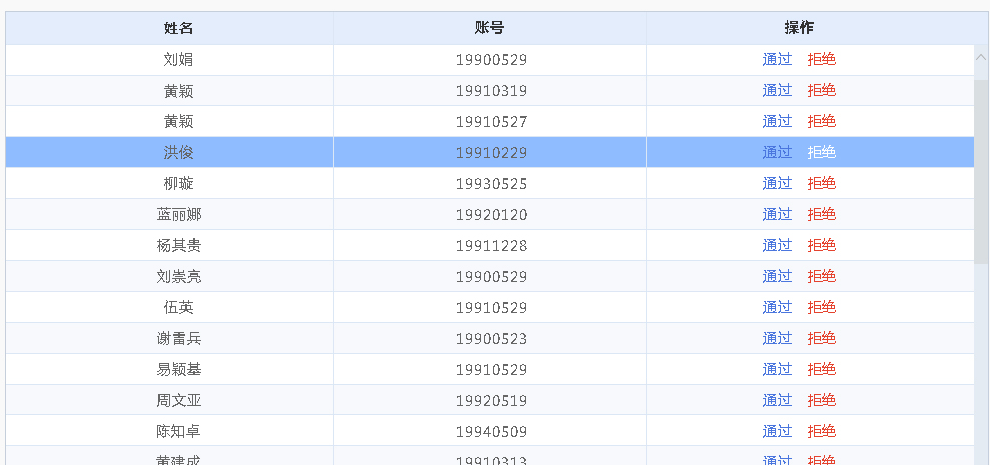 姓名 账号 操作
刘娟 19900529 通过 拒绝
黄颖 19910319 通过 拒绝
黄颖 19910527 通过 拒绝
洪俊 19910229 通过 拒绝
柳璇 19930525 通过 拒绝
蓝丽娜 19920120 通过 拒绝
杨其贵 19911228 通过 拒绝
刘崇亮 19900529 通过 拒绝
伍英 19910529 通过 拒绝
谢雷兵 19900523 通过 拒绝
易颖基 19910529 通过 拒绝
周文亚 19920519 通过 拒绝
陈知卓 19940509 通过 拒绝
黄建成 19910313 通过 拒绝